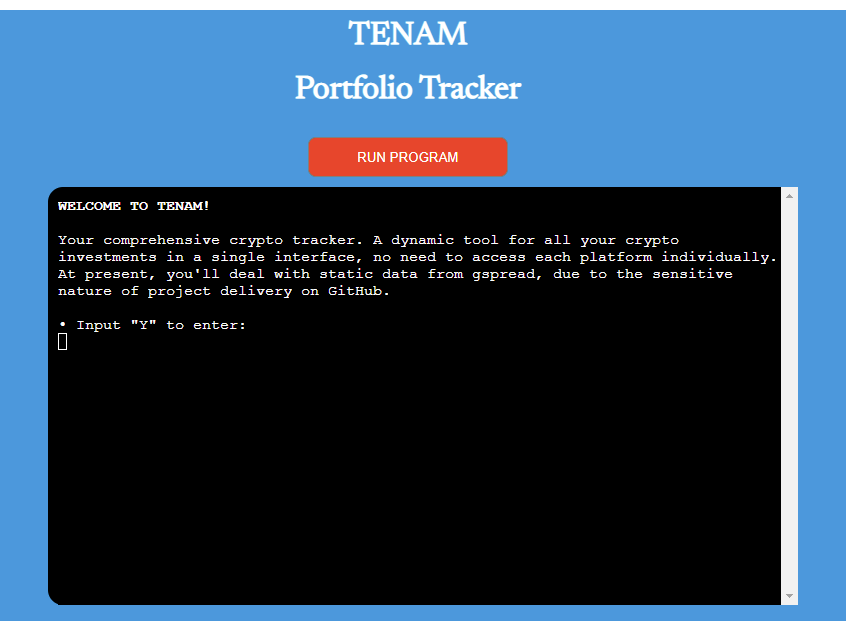 TENAM
Portfolio Tracker
RUN PROGRAM
WELCOME TO TENAM!
Your comprehensive crypto tracker. A dynamic tool for all your crypto
investments in a single interface, no need to access each platform individually.
At present, you'll deal with static data from gspread, due to the sensitive
nature of project delivery on GitHub.
• Input "Y" to enter: